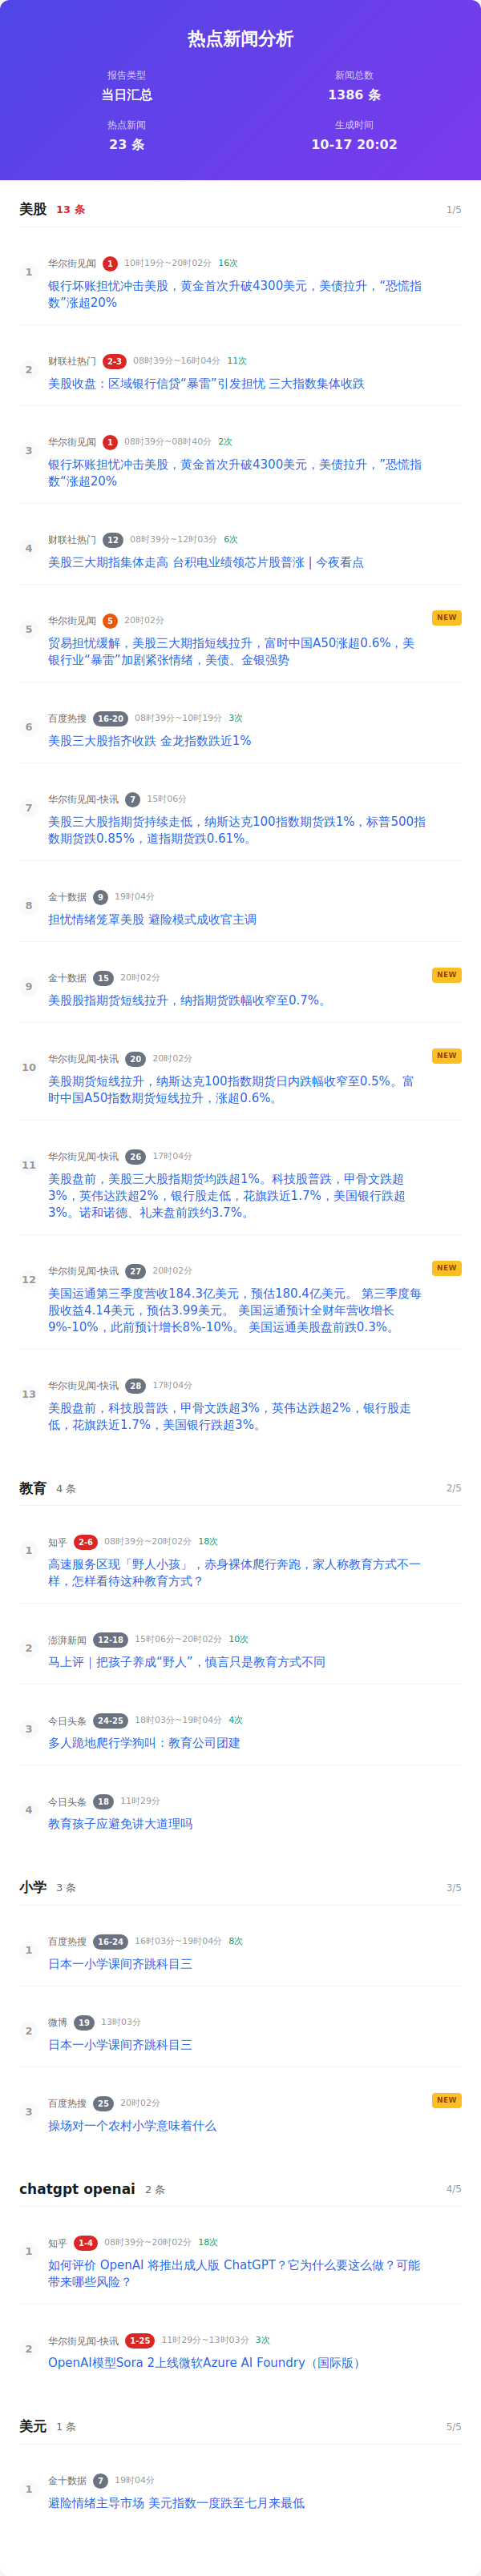 热点新闻分析
报告类型
当日汇总
新闻总数
1386 条
热点新闻
23 条
生成时间
10-17 20:02
美股 13 条 1/5
1
华尔街见闻 1 10时19分~20时02分 16次
银行坏账担忧冲击美股，黄金首次升破4300美元，美债拉升，“恐慌指
数”涨超20%
2
财联社热门 2-3 08时39分~16时04分 11次
美股收盘：区域银行信贷“暴雷”引发担忧 三大指数集体收跌
3
华尔街见闻 1 08时39分~08时40分 2次
银行坏账担忧冲击美股，黄金首次升破4300美元，美债拉升，”恐慌指
数“涨超20%
4
财联社热门 12 08时39分~12时03分 6次
美股三大期指集体走高 台积电业绩领芯片股普涨 | 今夜看点
5
华尔街见闻 5 20时02分 NEW
贸易担忧缓解，美股三大期指短线拉升，富时中国A50涨超0.6%，美
银行业“暴雷”加剧紧张情绪，美债、金银强势
6
百度热搜 16-20 08时39分~10时19分 3次
美股三大股指齐收跌 金龙指数跌近1%
7
华尔街见闻-快讯 7 15时06分
美股三大股指期货持续走低，纳斯达克100指数期货跌1%，标普500指
数期货跌0.85%，道指期货跌0.61%。
8
金十数据 9 19时04分
担忧情绪笼罩美股 避险模式成收官主调
9
金十数据 15 20时02分 NEW
美股股指期货短线拉升，纳指期货跌幅收窄至0.7%。
10
华尔街见闻-快讯 20 20时02分 NEW
美股期货短线拉升，纳斯达克100指数期货日内跌幅收窄至0.5%。富
时中国A50指数期货短线拉升，涨超0.6%。
11
华尔街见闻-快讯 26 17时04分
美股盘前，美股三大股指期货均跌超1%。科技股普跌，甲骨文跌超
3%，英伟达跌超2%，银行股走低，花旗跌近1.7%，美国银行跌超
3%。诺和诺德、礼来盘前跌约3.7%。
12
华尔街见闻-快讯 27 20时02分 NEW
美国运通第三季度营收184.3亿美元，预估180.4亿美元。 第三季度每
股收益4.14美元，预估3.99美元。 美国运通预计全财年营收增长
9%-10%，此前预计增长8%-10%。 美国运通美股盘前跌0.3%。
13
华尔街见闻-快讯 28 17时04分
美股盘前，科技股普跌，甲骨文跌超3%，英伟达跌超2%，银行股走
低，花旗跌近1.7%，美国银行跌超3%。
教育 4 条 2/5
1
知乎 2-6 08时39分~20时02分 18次
高速服务区现「野人小孩」，赤身裸体爬行奔跑，家人称教育方式不一
样，怎样看待这种教育方式？
2
澎湃新闻 12-18 15时06分~20时02分 10次
马上评｜把孩子养成“野人”，慎言只是教育方式不同
3
今日头条 24-25 18时03分~19时04分 4次
多人跪地爬行学狗叫：教育公司团建
4
今日头条 18 11时29分
教育孩子应避免讲大道理吗
小学 3 条 3/5
1
百度热搜 16-24 16时03分~19时04分 8次
日本一小学课间齐跳科目三
2
微博 19 13时03分
日本一小学课间齐跳科目三
3
百度热搜 25 20时02分 NEW
操场对一个农村小学意味着什么
chatgpt openai 2 条 4/5
1
知乎 1-4 08时39分~20时02分 18次
如何评价 OpenAI 将推出成人版 ChatGPT？它为什么要这么做？可能
带来哪些风险？
2
华尔街见闻-快讯 1-25 11时29分~13时03分 3次
OpenAI模型Sora 2上线微软Azure AI Foundry（国际版）
美元 1 条 5/5
1
金十数据 7 19时04分
避险情绪主导市场 美元指数一度跌至七月来最低